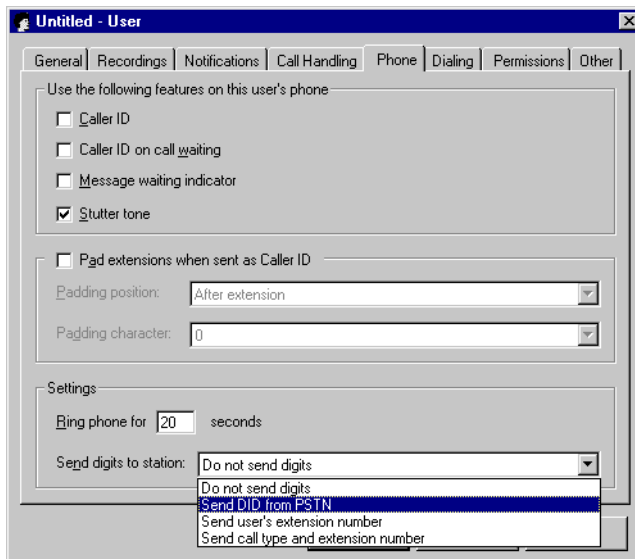 Untitled - User
General Recordings Notifications Call Handling Phone Dialing Permissions Other
Use the following features on this user's phone
Caller ID
Caller ID on call waiting
Message waiting indicator
Stutter tone
Pad extensions when sent as Caller ID
Padding position: After extension
Padding character: 0
Settings
Ring phone for 20 seconds
Send digits to station: Do not send digits
Do not send digits
Send DID from PSTN
Send user's extension number
Send call type and extension number